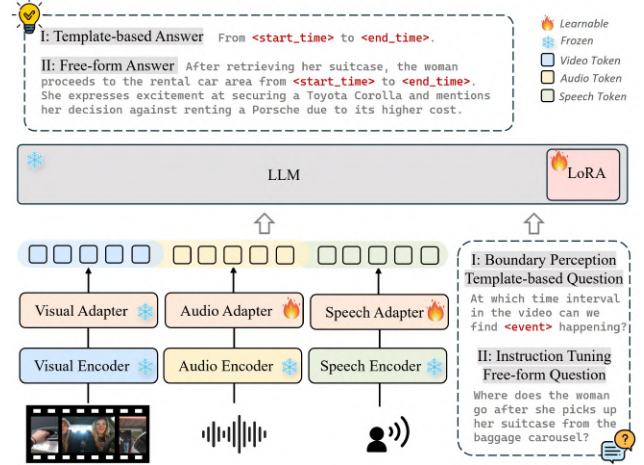 I: Template-based Answer From <start_time> to <end_time>.
II: Free-form Answer After retrieving her suitcase, the woman
proceeds to the rental car area from <start_time> to <end_time>.
She expresses excitement at securing a Toyota Corolla and mentions
her decision against renting a Porsche due to its higher cost.
Learnable
Frozen
Video Token
Audio Token
Speech Token
LLM
LoRA
Visual Adapter
Audio Adapter
Speech Adapter
Visual Encoder
Audio Encoder
Speech Encoder
I: Boundary Perception
Template-based Question
At which time interval
in the video can we
find <event> happening?
II: Instruction Tuning
Free-form Question
Where does the woman
go after she picks up
her suitcase from the
baggage carousel?
?